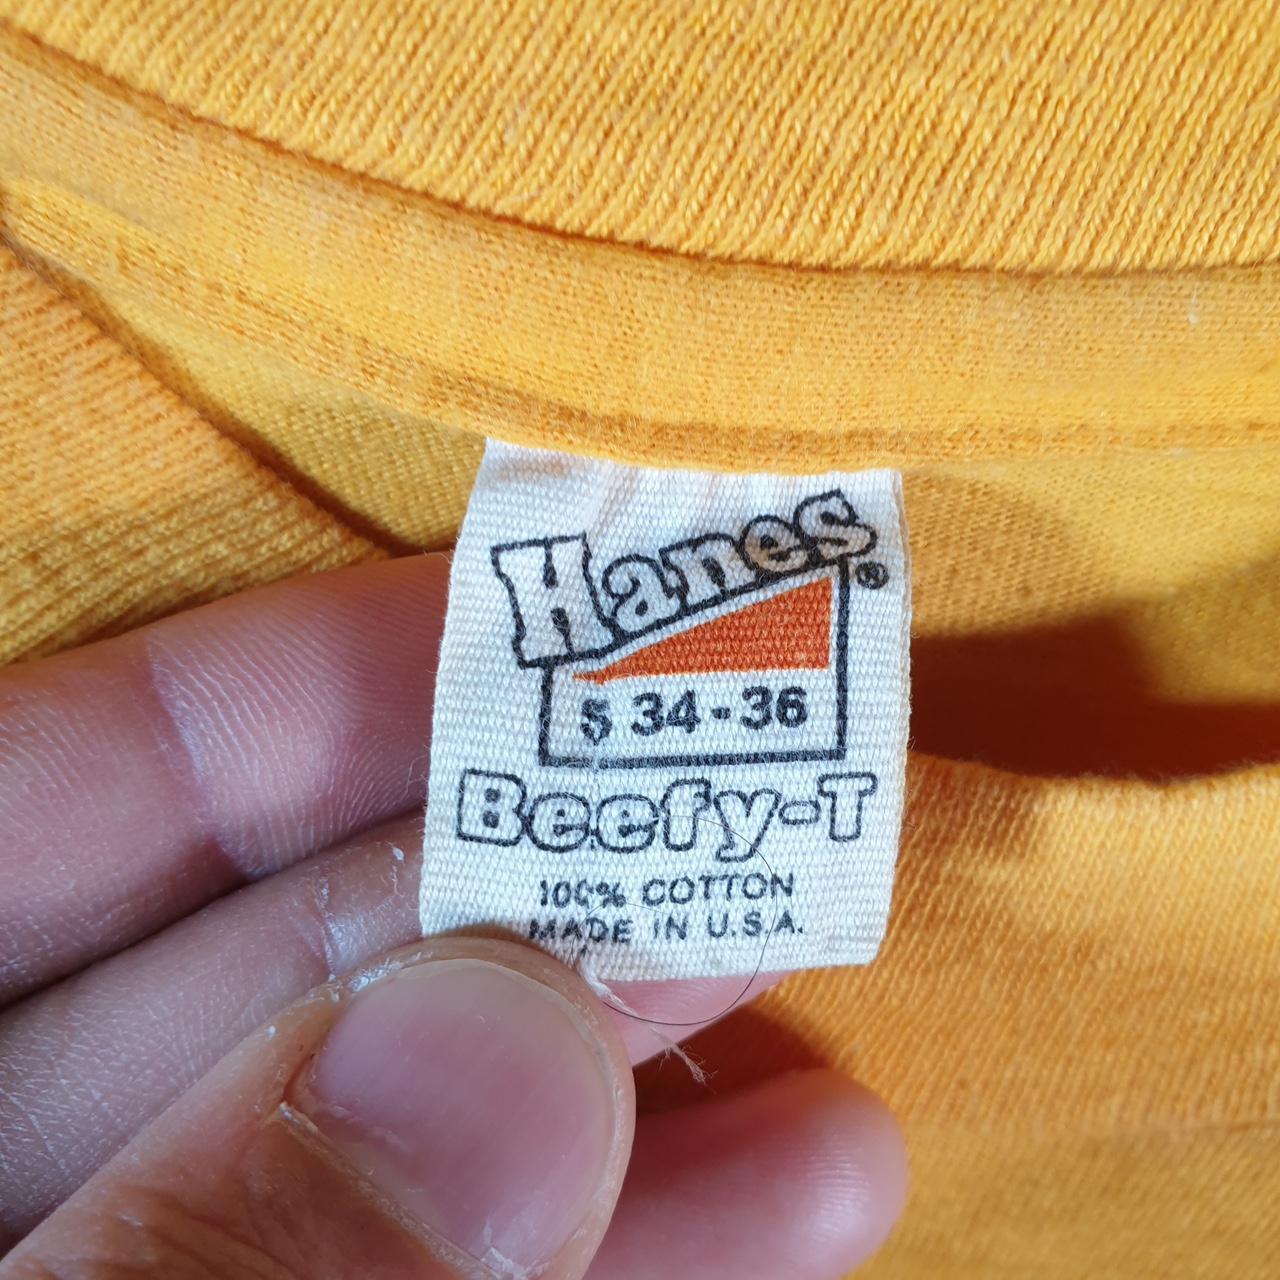 Hanes®
S 34-36
Beefy-T
100% COTTON
MADE IN U.S.A.